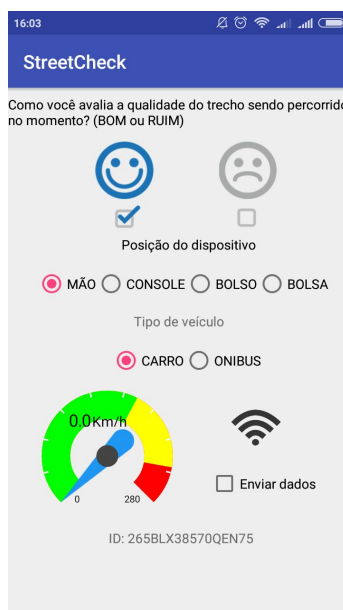 16:03
StreetCheck
Como você avalia a qualidade do trecho sendo percorrido
no momento? (BOM ou RUIM)
Posição do dispositivo
MÃO CONSOLE BOLSO BOLSA
Tipo de veículo
CARRO ONIBUS
0.0Km/h
0 280
Enviar dados
ID: 265BLX38570QEN75